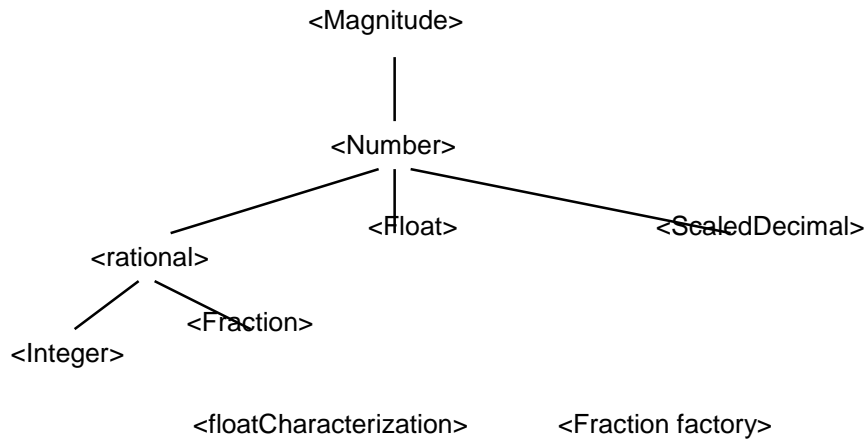 <Magnitude>
<Number>
<Float>
<ScaledDecimal>
<rational>
<Fraction>
<Integer>
<floatCharacterization>
<Fraction factory>